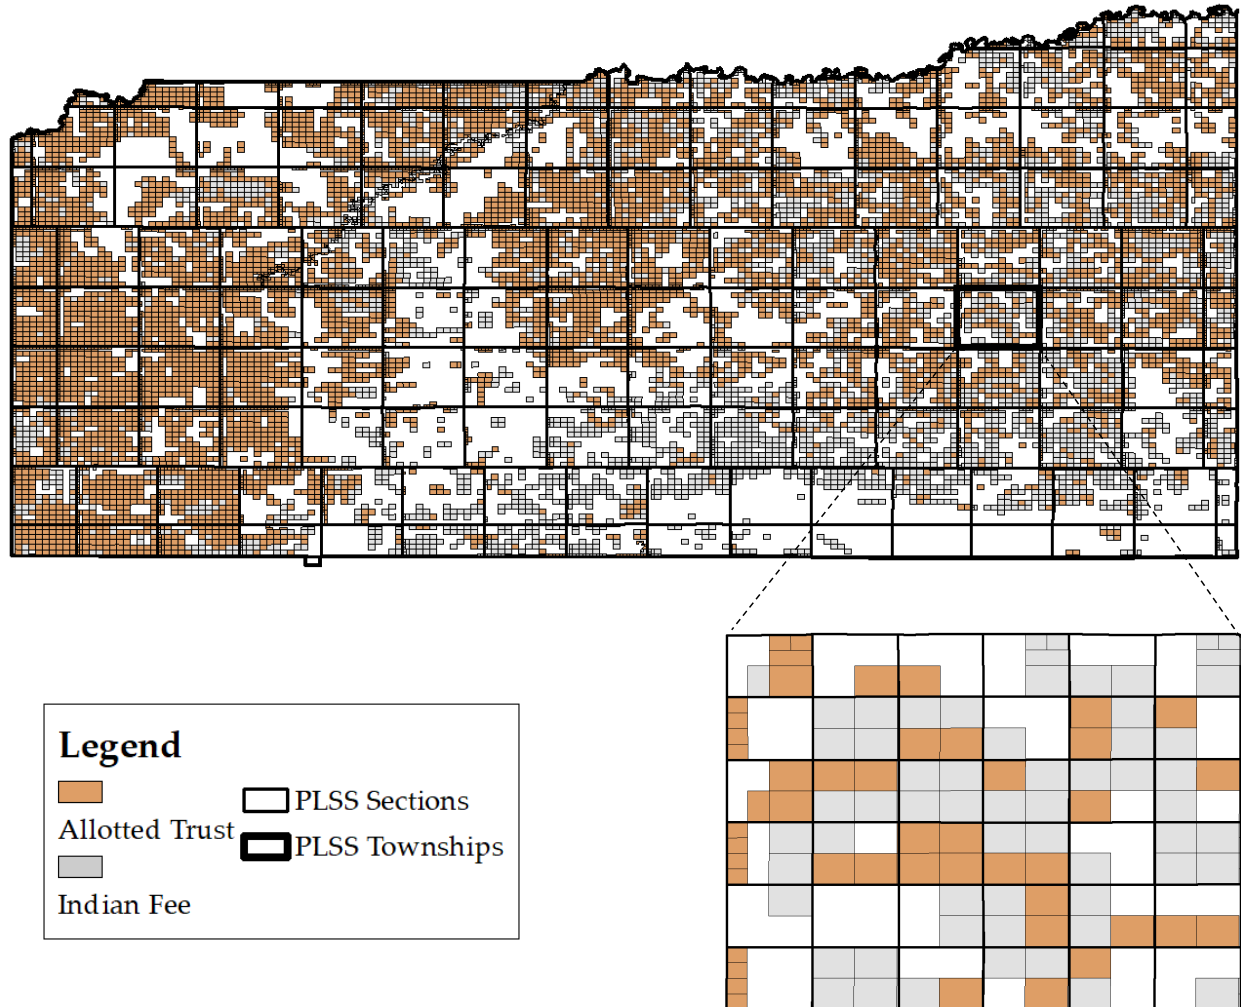 Legend
Allotted Trust
Indian Fee
PLSS Sections
PLSS Townships